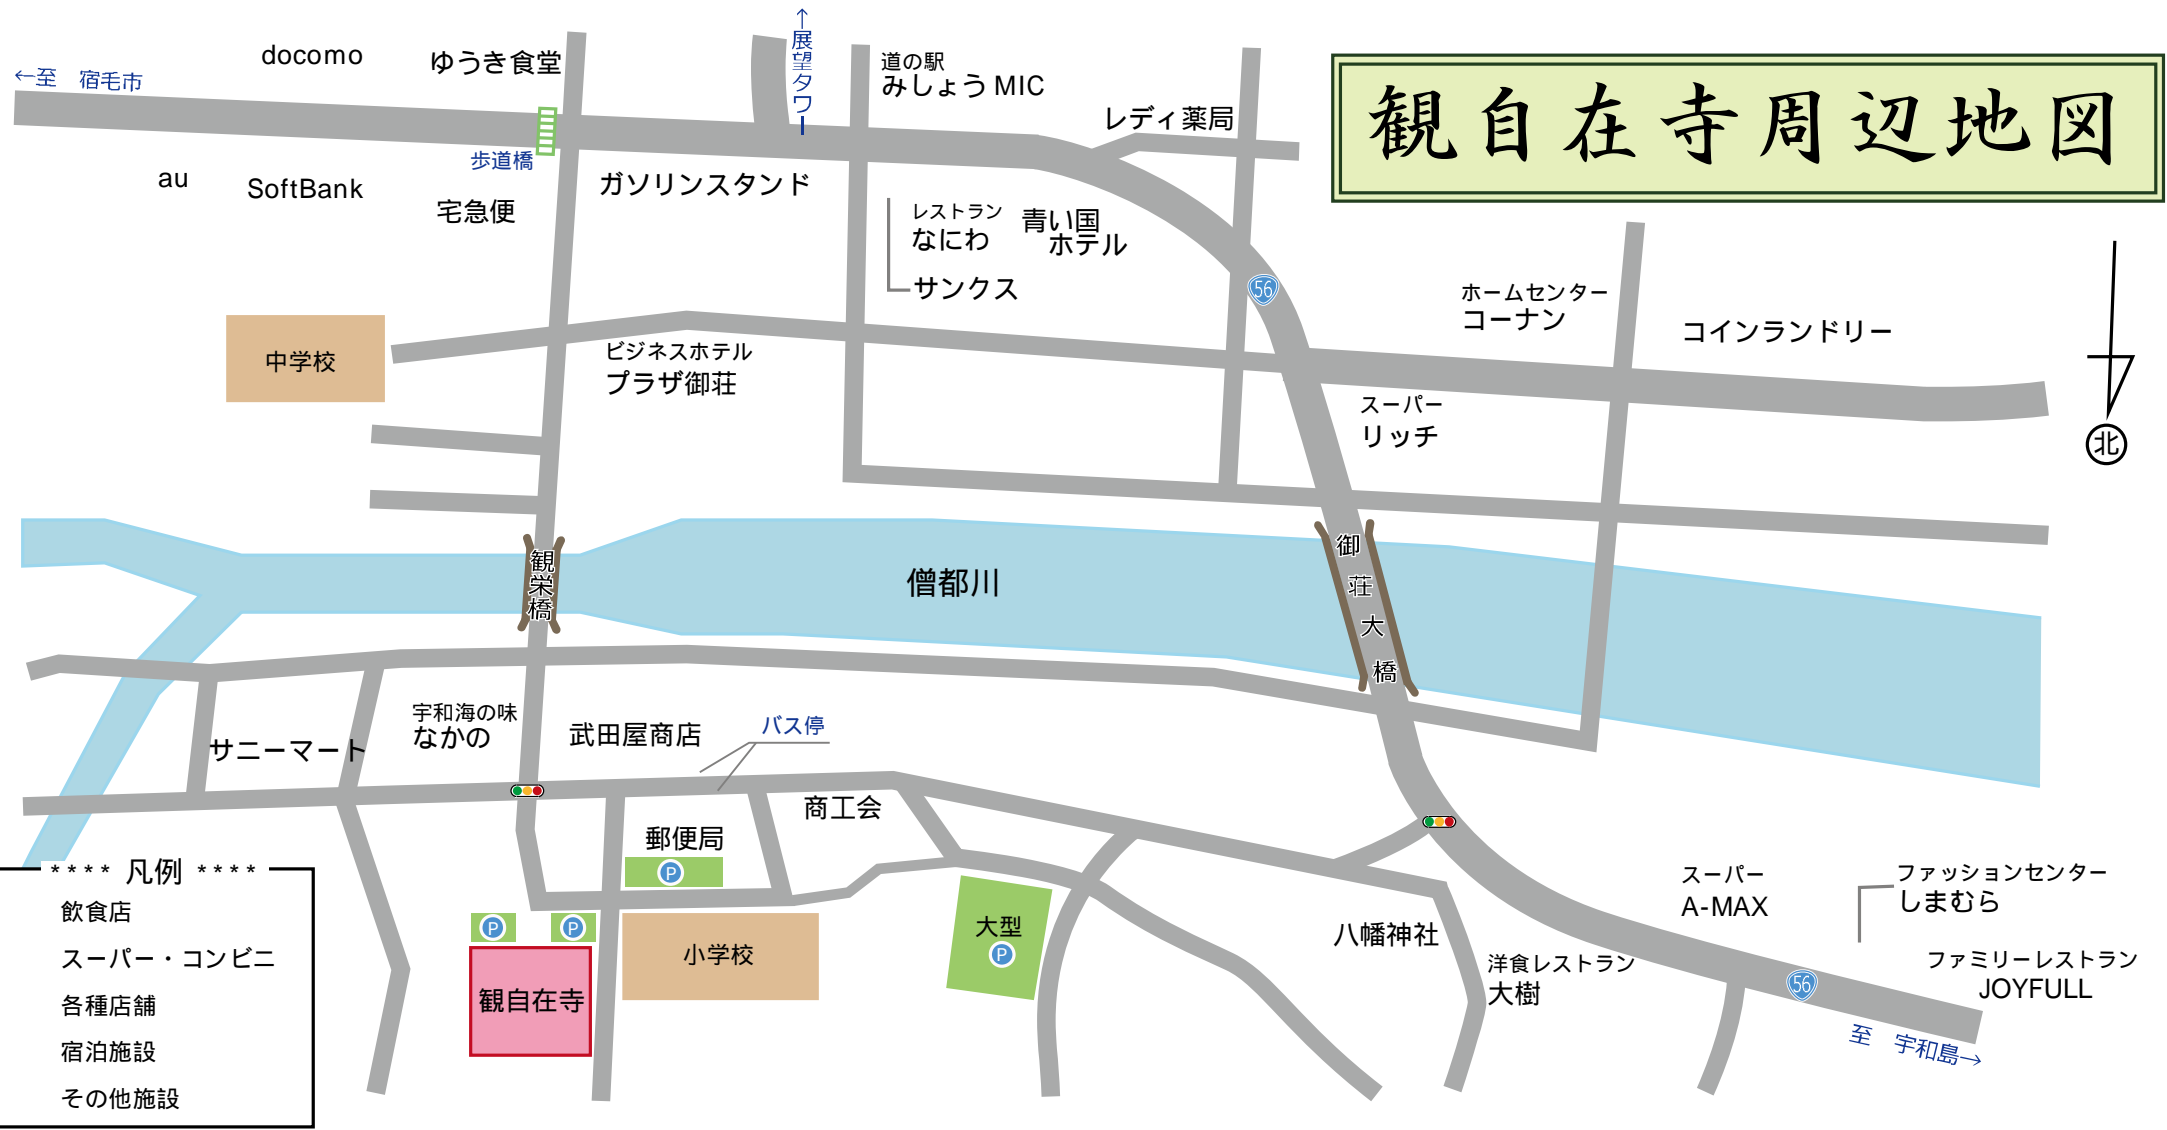 観自在寺周辺地図
←至 宿毛市
docomo
ゆうき食堂
←展望タワー
道の駅
みしょう MIC
レディ薬局
歩道橋
au
SoftBank
宅急便
ガソリンスタンド
レストラン
なにわ
サンクス
青い国
ホテル
56
ホームセンター
コーナン
コインランドリー
北
中学校
ビジネスホテル
プラザ御荘
スーパー
リッチ
観栄橋
僧都川
御荘大橋
サニーマート
宇和海の味
なかの
武田屋商店
バス停
商工会
郵便局
P
P
P
観自在寺
小学校
大型
P
八幡神社
洋食レストラン
大樹
スーパー
A-MAX
ファッションセンター
しまむら
ファミリーレストラン
JOYFULL
56
至 宇和島→
**** 凡例 ****
飲食店
スーパー・コンビニ
各種店舗
宿泊施設
その他施設